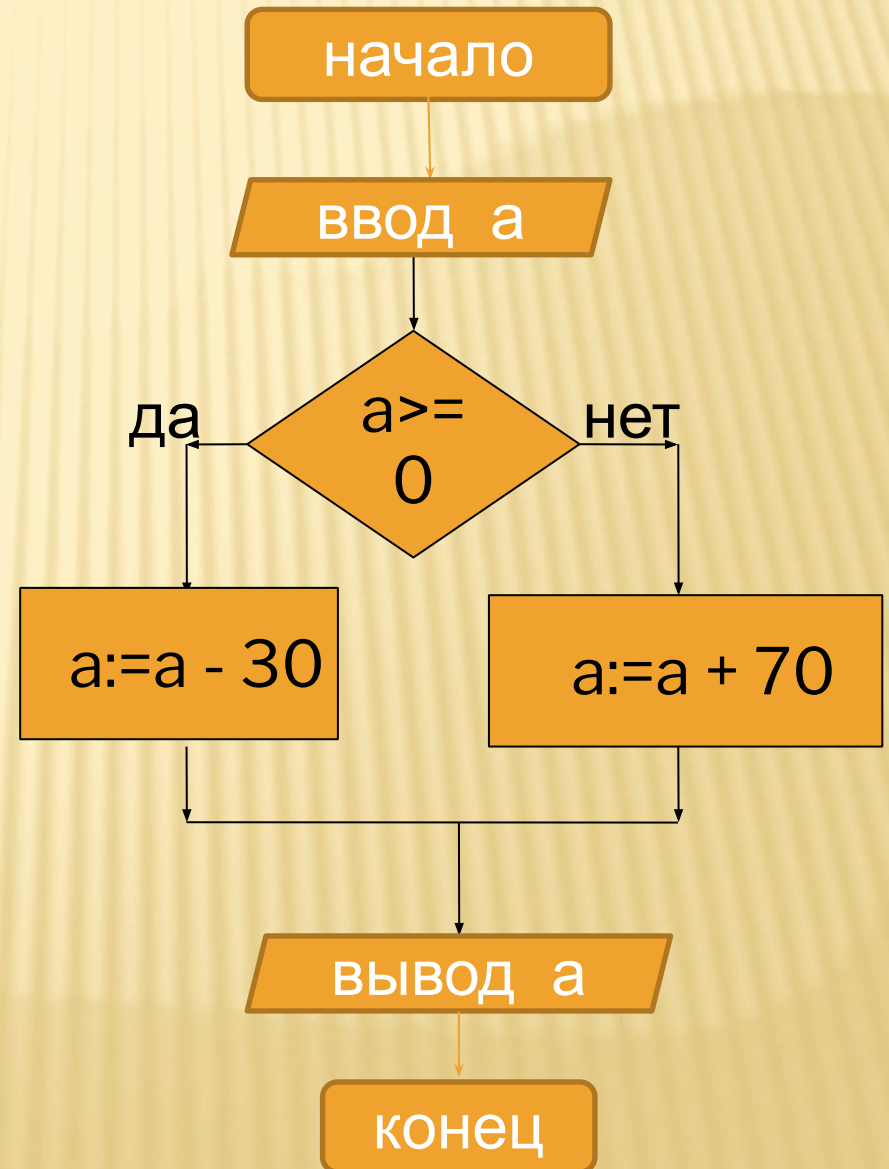 начало
ввод а
да
а>=
0
нет
а:=а - 30
а:=а + 70
вывод а
конец